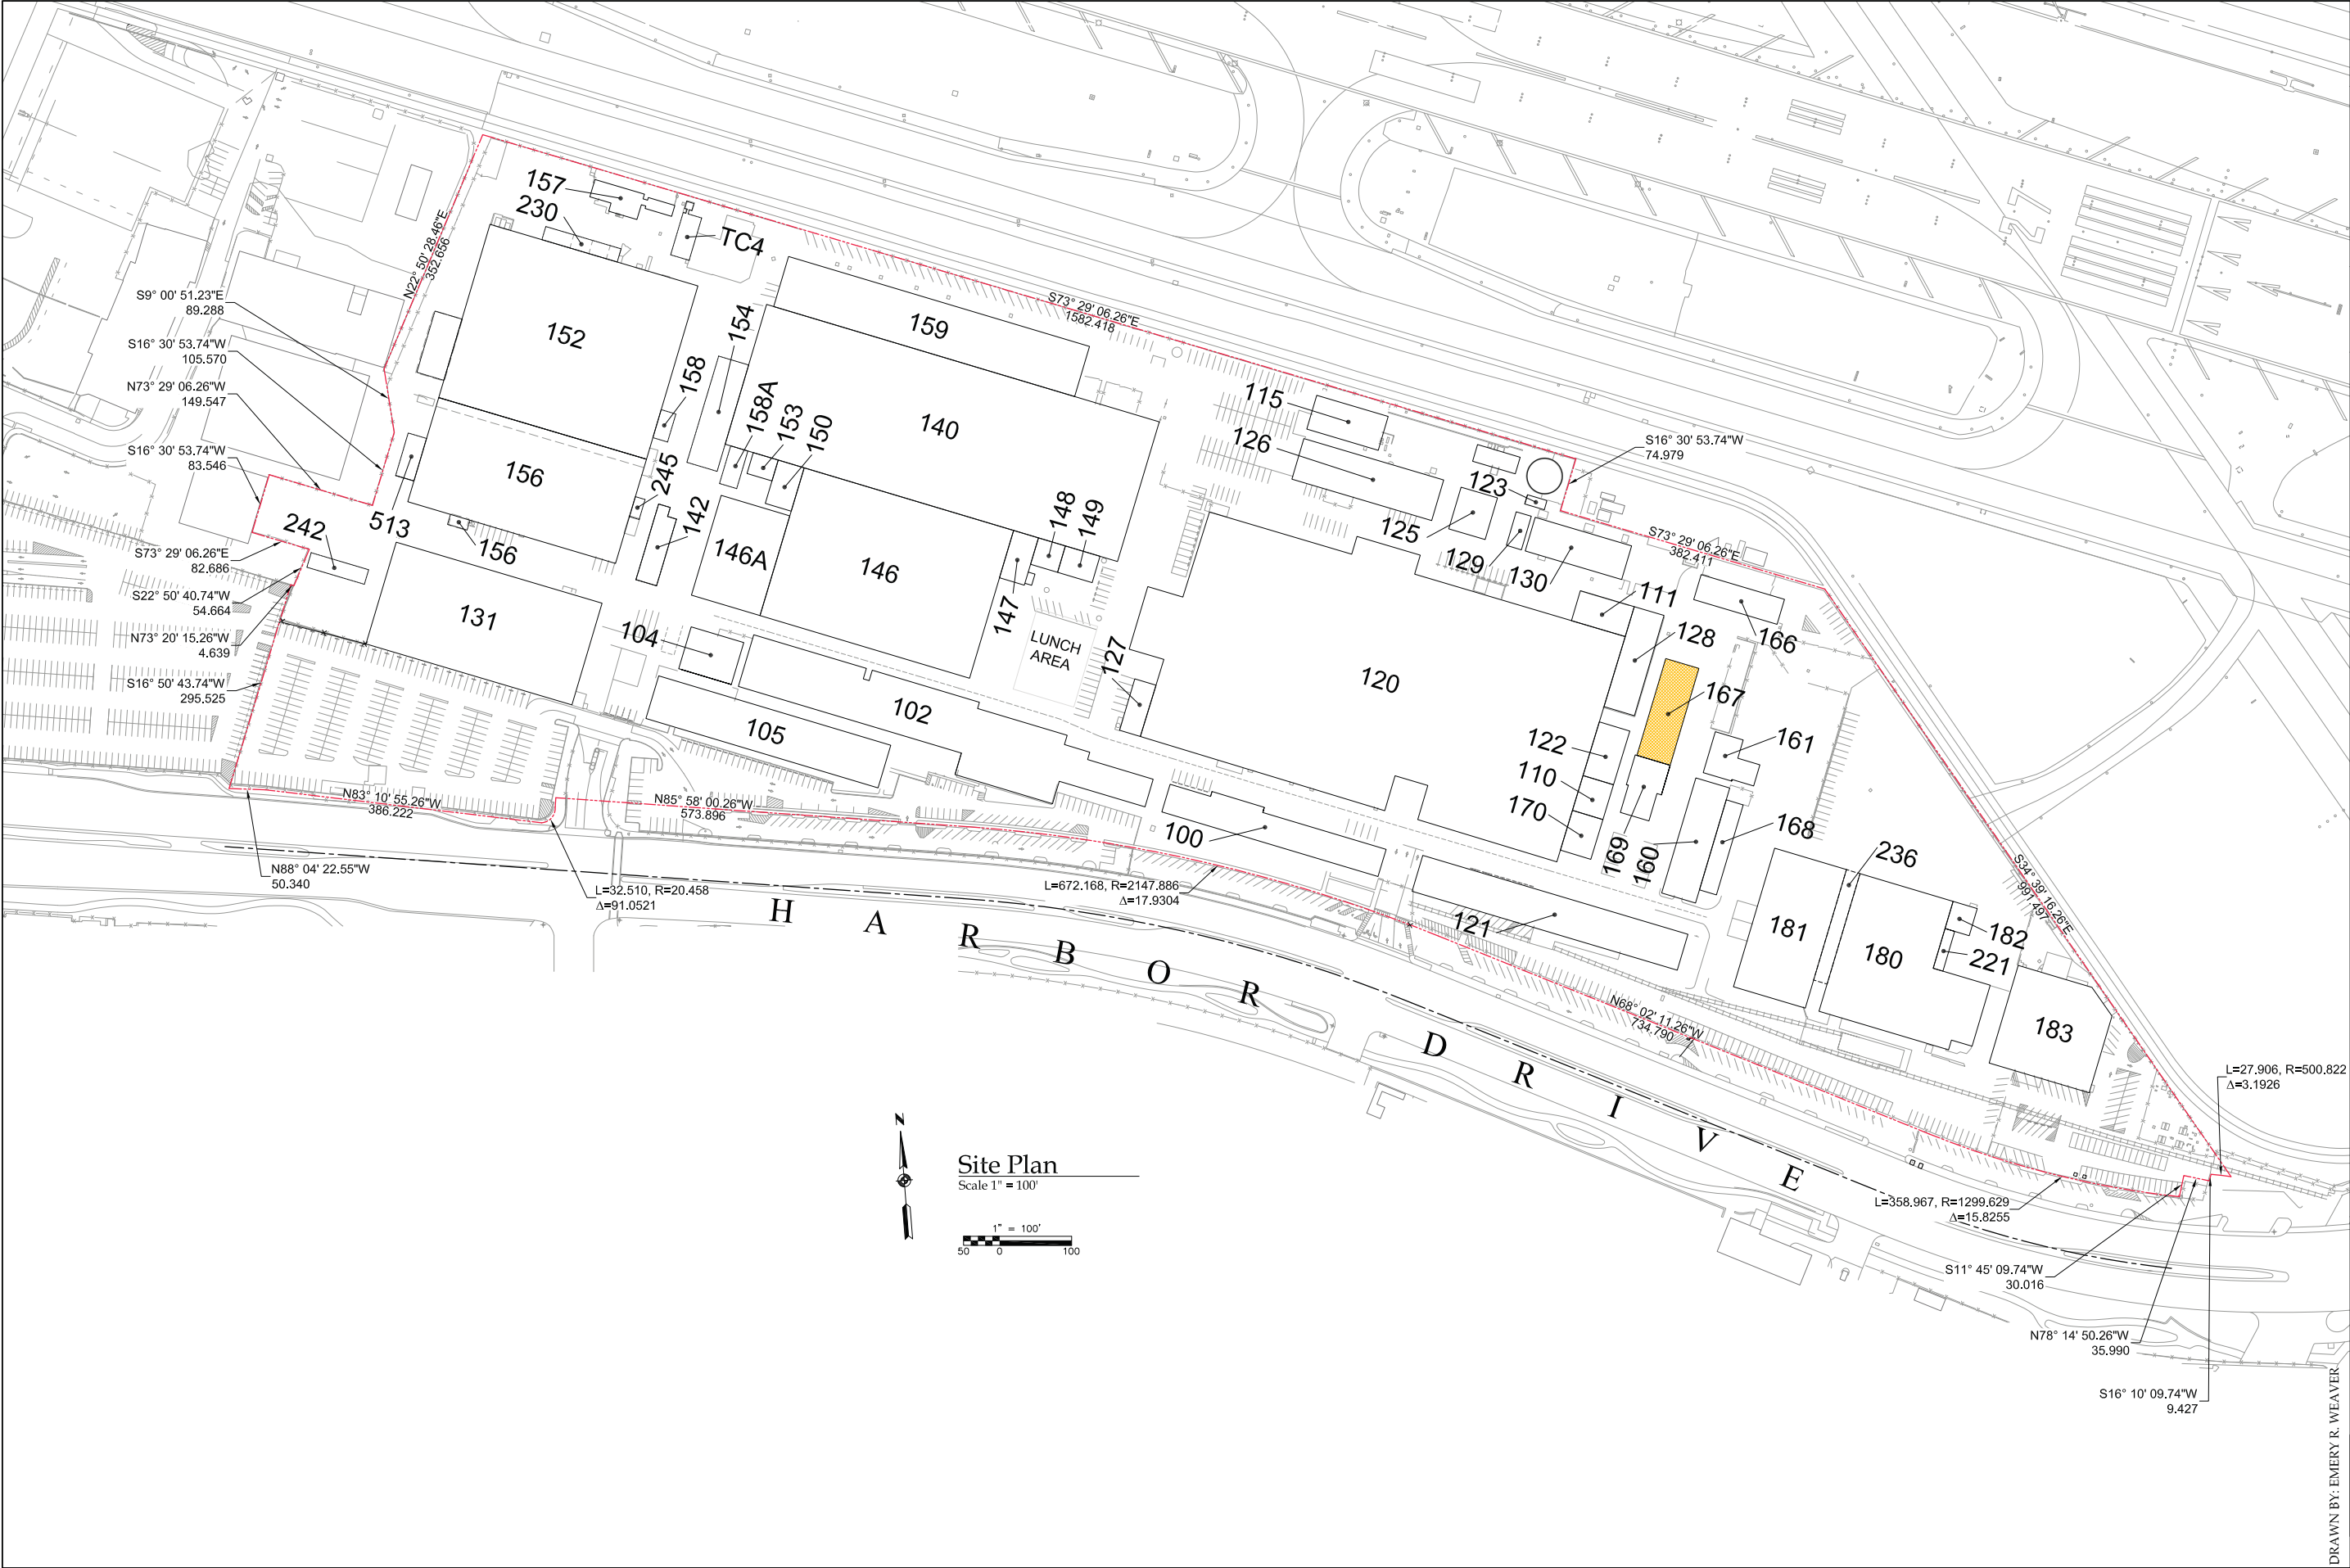 157
230
TC4
N22° 50' 28.46"E
352.656
S9° 00' 51.23"E
89.288
S16° 30' 53.74"W
105.570
N73° 29' 06.26"W
149.547
S16° 30' 53.74"W
83.546
S73° 29' 06.26"E
82.686
S22° 50' 40.74"W
54.664
N73° 20' 15.26"W
4.639
S16° 50' 43.74"W
295.525
152
154
159
S73° 29' 06.26"E
1582.418
158
158A
153
150
140
115
126
S16° 30' 53.74"W
74.979
156
245
142
242
513
156
146A
146
148
149
147
123
125
129
130
S73° 29' 06.26"E
382.411
111
128
166
131
104
LUNCH
AREA
127
120
167
102
105
122
161
110
170
100
169
160
168
236
S34° 39' 16.26"E
991.497
N83° 10' 55.26"W
386.222
N85° 58' 00.26"W
573.896
N88° 04' 22.55"W
50.340
L=32.510, R=20.458
Δ=91.0521
L=672.168, R=2147.886
Δ=17.9304
121
181
180
182
221
183
HARBOR DRIVE
N68° 02' 11.26"W
734.790
L=27.906, R=500.822
Δ=3.1926
L=358.967, R=1299.629
Δ=15.8255
S11° 45' 09.74"W
30.016
N78° 14' 50.26"W
35.990
S16° 10' 09.74"W
9.427
N
Site Plan
Scale 1" = 100'
1" = 100'
50 0 100
DRAWN BY: EMERY R. WEAVER